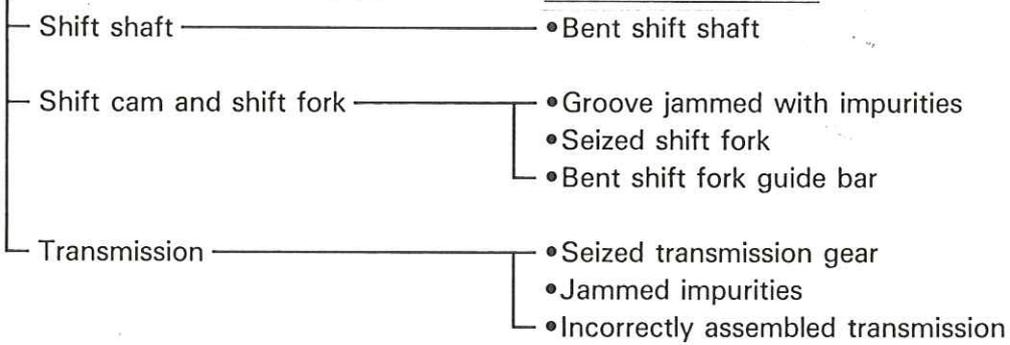 Shift shaft •Bent shift shaft
Shift cam and shift fork •Groove jammed with impurities
•Seized shift fork
•Bent shift fork guide bar
Transmission •Seized transmission gear
•Jammed impurities
•Incorrectly assembled transmission